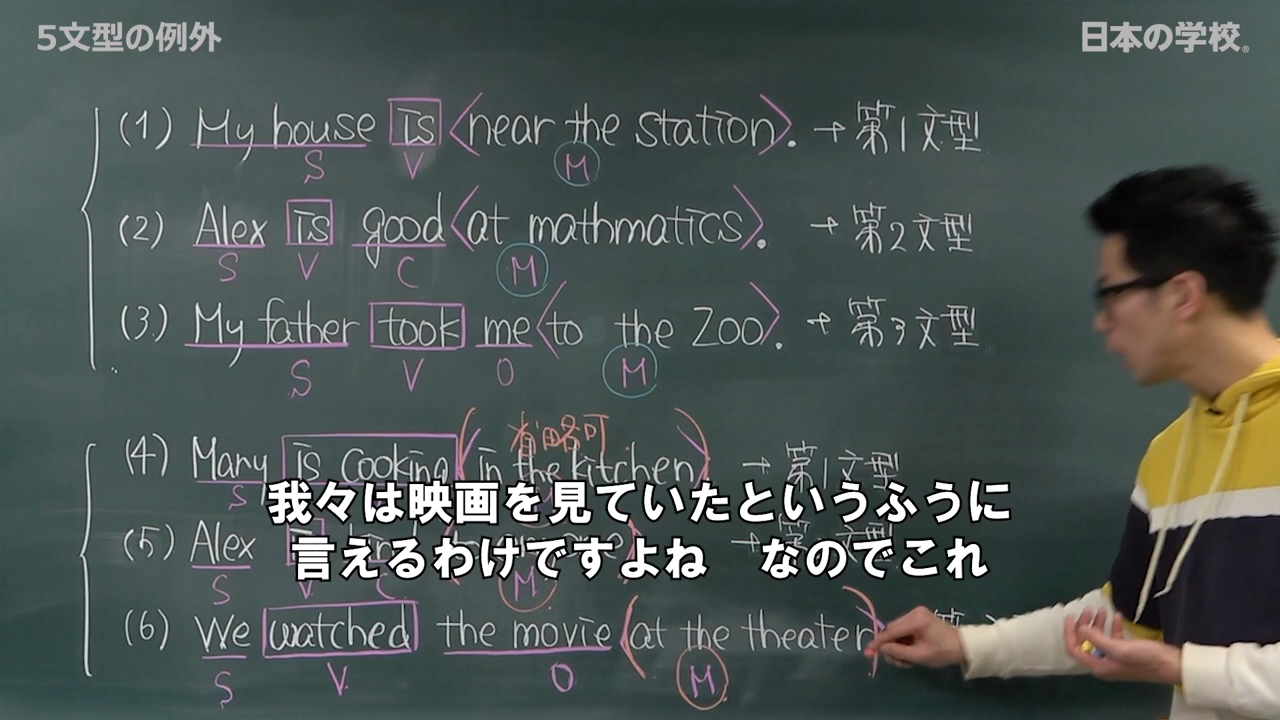 5文型の例外
日本の学校®
(1) My house is 〈near the station〉. → 第1文型
S V M
(2) Alex is good 〈at mathmatics〉. → 第2文型
S V C M
(3) My father took me 〈to the Zoo〉. → 第3文型
S V O M
省略可
(4) Mary is cooking (in the kitchen) → 第1文型
S
我々は映画を見ていたというふうに
(5) Alex
言えるわけですよね なのでこれ
S V C M
(6) We watched the movie (at the theater) 第
S V O M